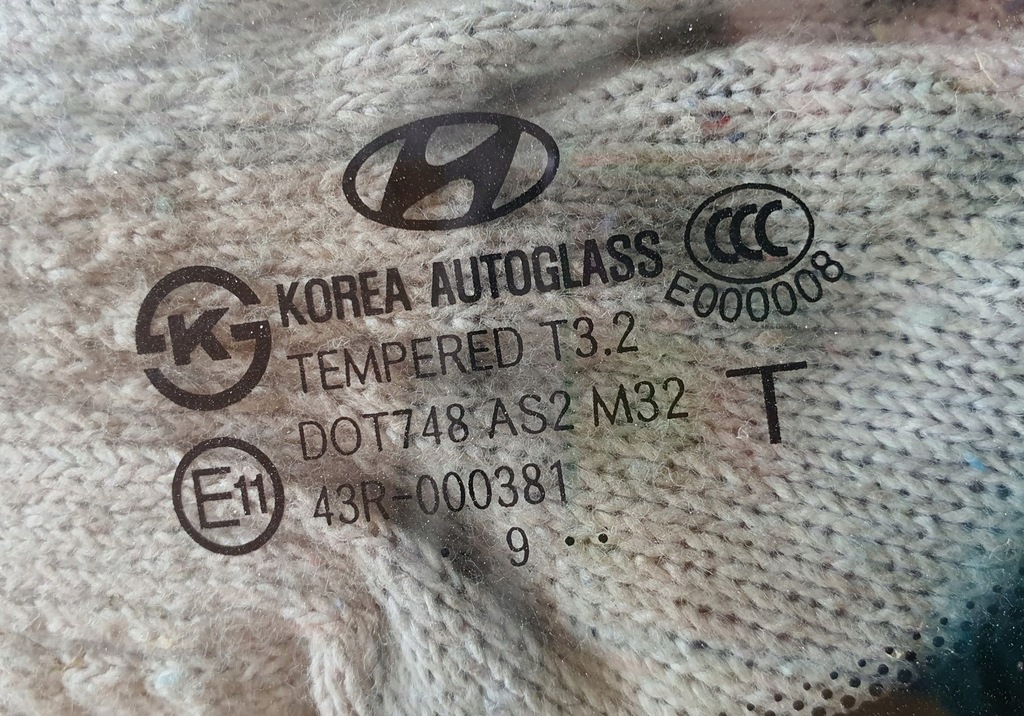 KOREA AUTOGLASS
CCC
E000008
K
TEMPERED T3.2
DOT748 AS2 M32
T
E11
43R-000381
9 ..